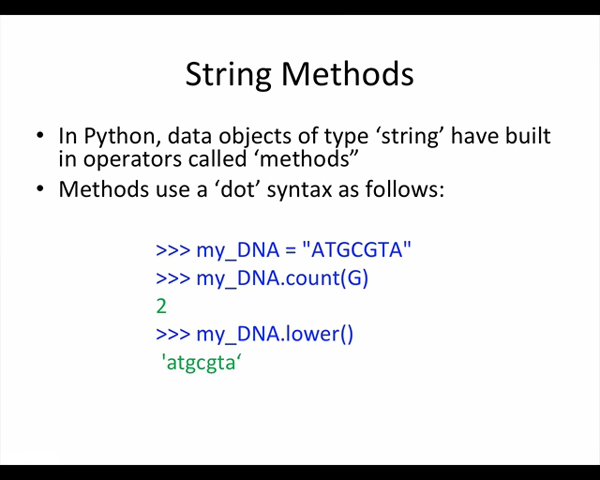 String Methods
• In Python, data objects of type ‘string’ have built
in operators called ‘methods”
• Methods use a ‘dot’ syntax as follows:
>>> my_DNA = "ATGCGTA"
>>> my_DNA.count(G)
2
>>> my_DNA.lower()
'atgcgta‘